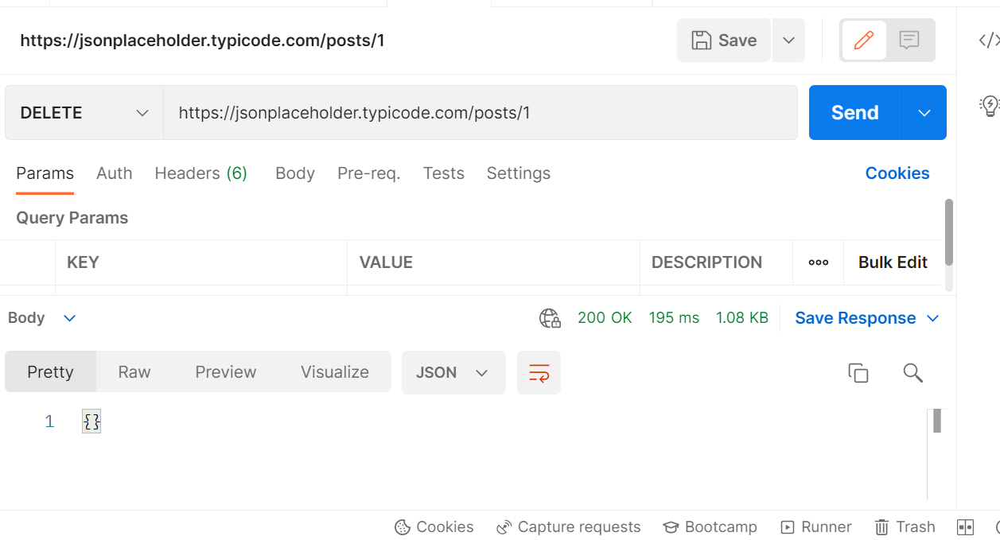 https://jsonplaceholder.typicode.com/posts/1 Save
DELETE https://jsonplaceholder.typicode.com/posts/1 Send
Params Auth Headers (6) Body Pre-req. Tests Settings Cookies
Query Params
KEY VALUE DESCRIPTION ooo Bulk Edit
Body 200 OK 195 ms 1.08 KB Save Response
Pretty Raw Preview Visualize JSON
1 {}
Cookies Capture requests Bootcamp Runner Trash